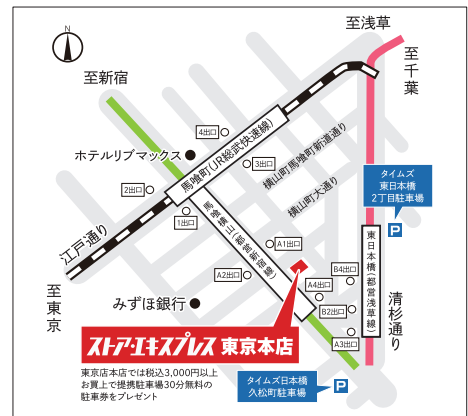 N
至浅草
至千葉
至新宿
4出口
ホテルリブマックス
馬喰町(JR総武快速線)
3出口
横山町馬喰町新道通り
2出口
横山町大通り
タイムズ
東日本橋
2丁目駐車場
P
1出口
馬喰横山(都営新宿線)
A1出口
江戸通り
東日本橋(都営浅草線)
A2出口
A4出口
B4出口
至東京
みずほ銀行
B2出口
清杉通り
A3出口
ストア・エキスプレス 東京本店
東京店本店では税込3,000円以上
お買上で提携駐車場30分無料の
駐車券をプレゼント
タイムズ日本橋
久松町駐車場
P